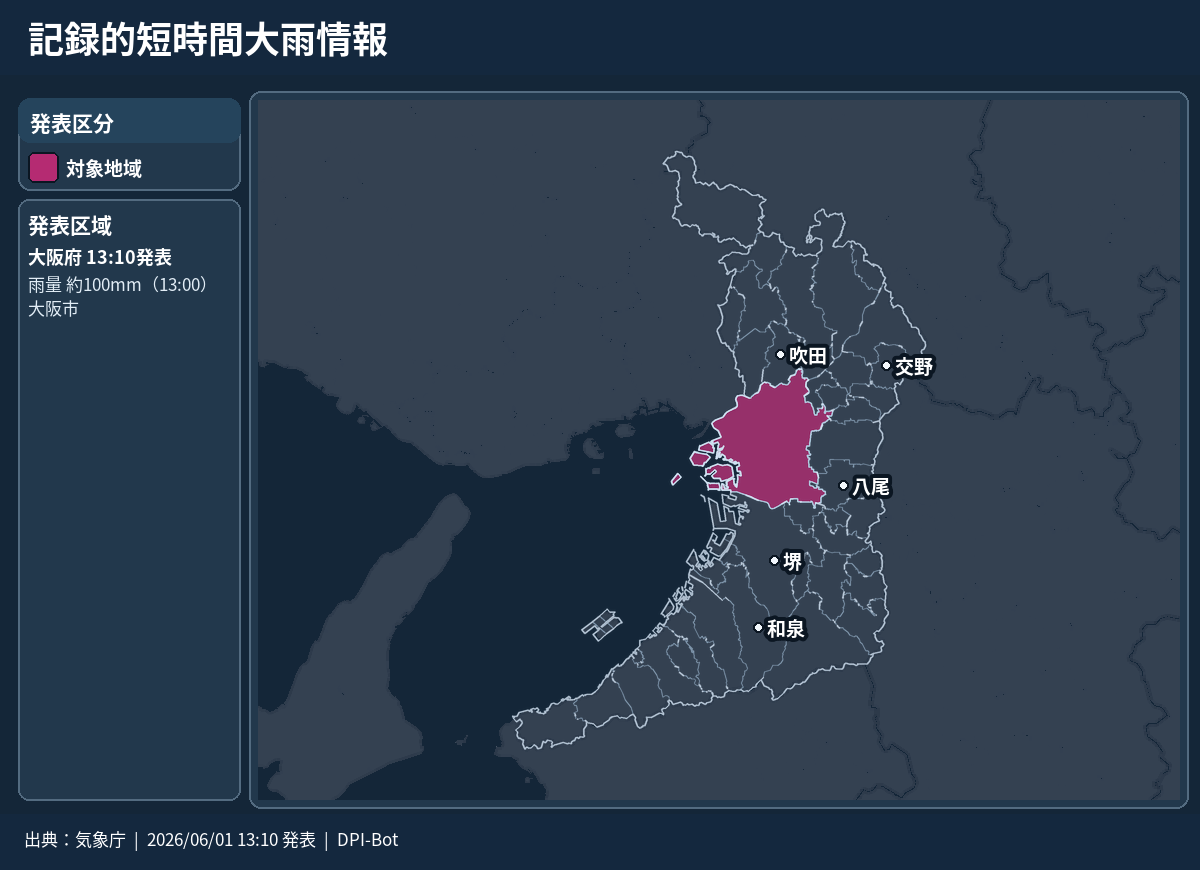 記録的短時間大雨情報
発表区分
対象地域
発表区域
大阪府 13:10発表
雨量 約100mm（13:00）
大阪市
吹田
交野
八尾
堺
和泉
出典：気象庁｜2026/06/01 13:10 発表｜DPI-Bot